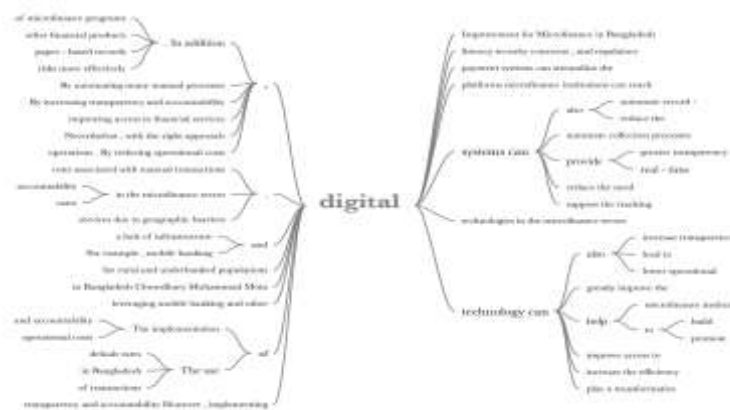 of microfinance programs
other financial products
paper - based records
risks more effectively
. In addition
By automating many manual processes
By increasing transparency and accountability
improving access to financial services
Nevertheless , with the right approach
operations . By reducing operational costs
,
costs associated with manual transactions
accountability
rates
in the microfinance sector
services due to geographic barriers
.
a lack of infrastructure
For example , mobile banking
and
for rural and underbanked populations
in Bangladesh Chowdhury Muhammad Moin
leveraging mobile banking and other
and accountability
operational costs
The implementation
default rates
in Bangladesh
of transactions
The use
of
transparency and accountability However , implementing
digital
Improvement for Microfinance in Bangladesh
literacy security concerns , and regulatory
payment systems can streamline the
platforms microfinance institutions can reach
systems can
also
automate record -
reduce the
automate collection processes
provide
greater transparency
real - time
reduce the need
support the tracking
technologies in the microfinance sector
technology can
also
increase transparency
lead to
lower operational
greatly improve the
help
microfinance
to
build
promote
improve access to
increase the efficiency
play a transformative